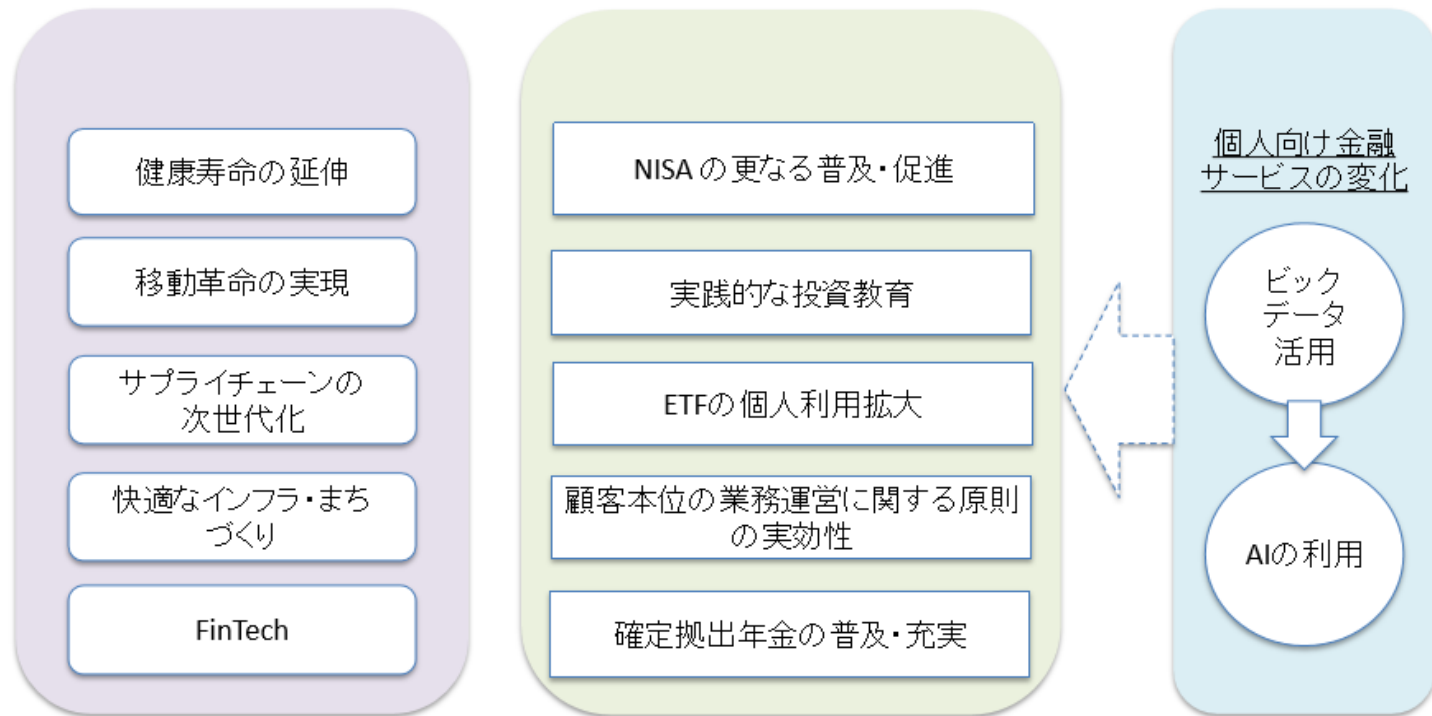 健康寿命の延伸
移動革命の実現
サプライチェーンの
次世代化
快適なインフラ・まち
づくり
FinTech
NISA の更なる普及・促進
実践的な投資教育
ETFの個人利用拡大
顧客本位の業務運営に関する原則
の実効性
確定拠出年金の普及・充実
個人向け金融
サービスの変化
ビック
データ
活用
AIの利用